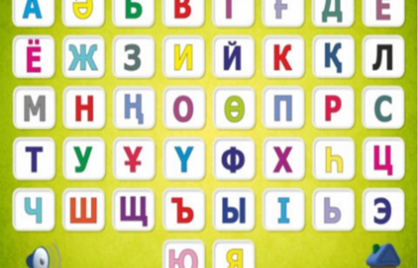 А Ә Б В Г Ғ Д Е
Ё Ж З И Й К Қ Л
М Н Ң О Ө П Р С
Т У Ұ Ү Ф Х Һ Ц
Ч Ш Щ Ъ Ы І Ь Э
Ю Я